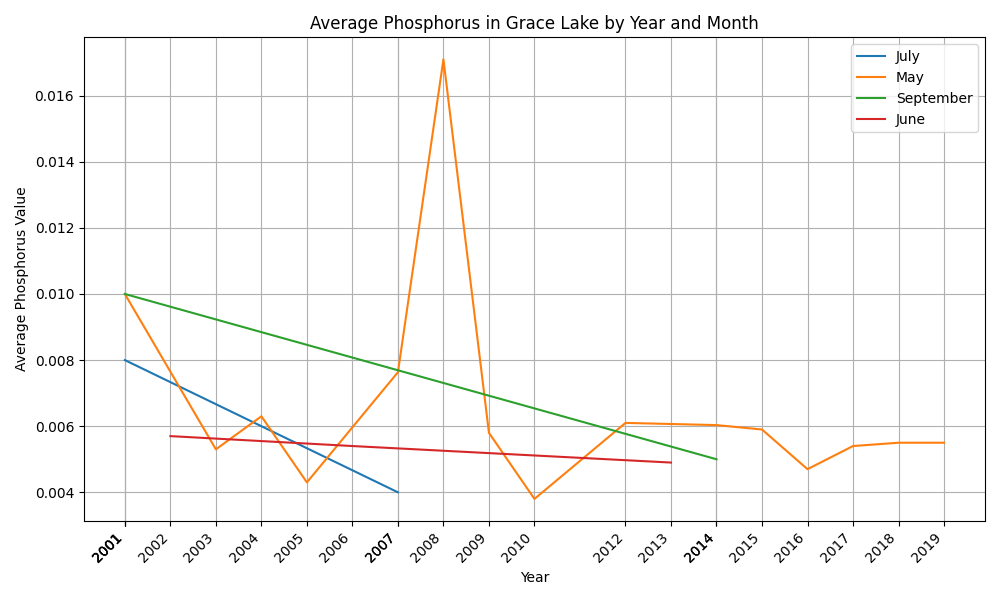 Average Phosphorus in Grace Lake by Year and Month
July
May
September
June
0.016
0.014
0.012
0.010
0.008
0.006
0.004
Average Phosphorus Value
2001 2002 2003 2004 2005 2006 2007 2008 2009 2010 2012 2013 2014 2015 2016 2017 2018 2019
Year